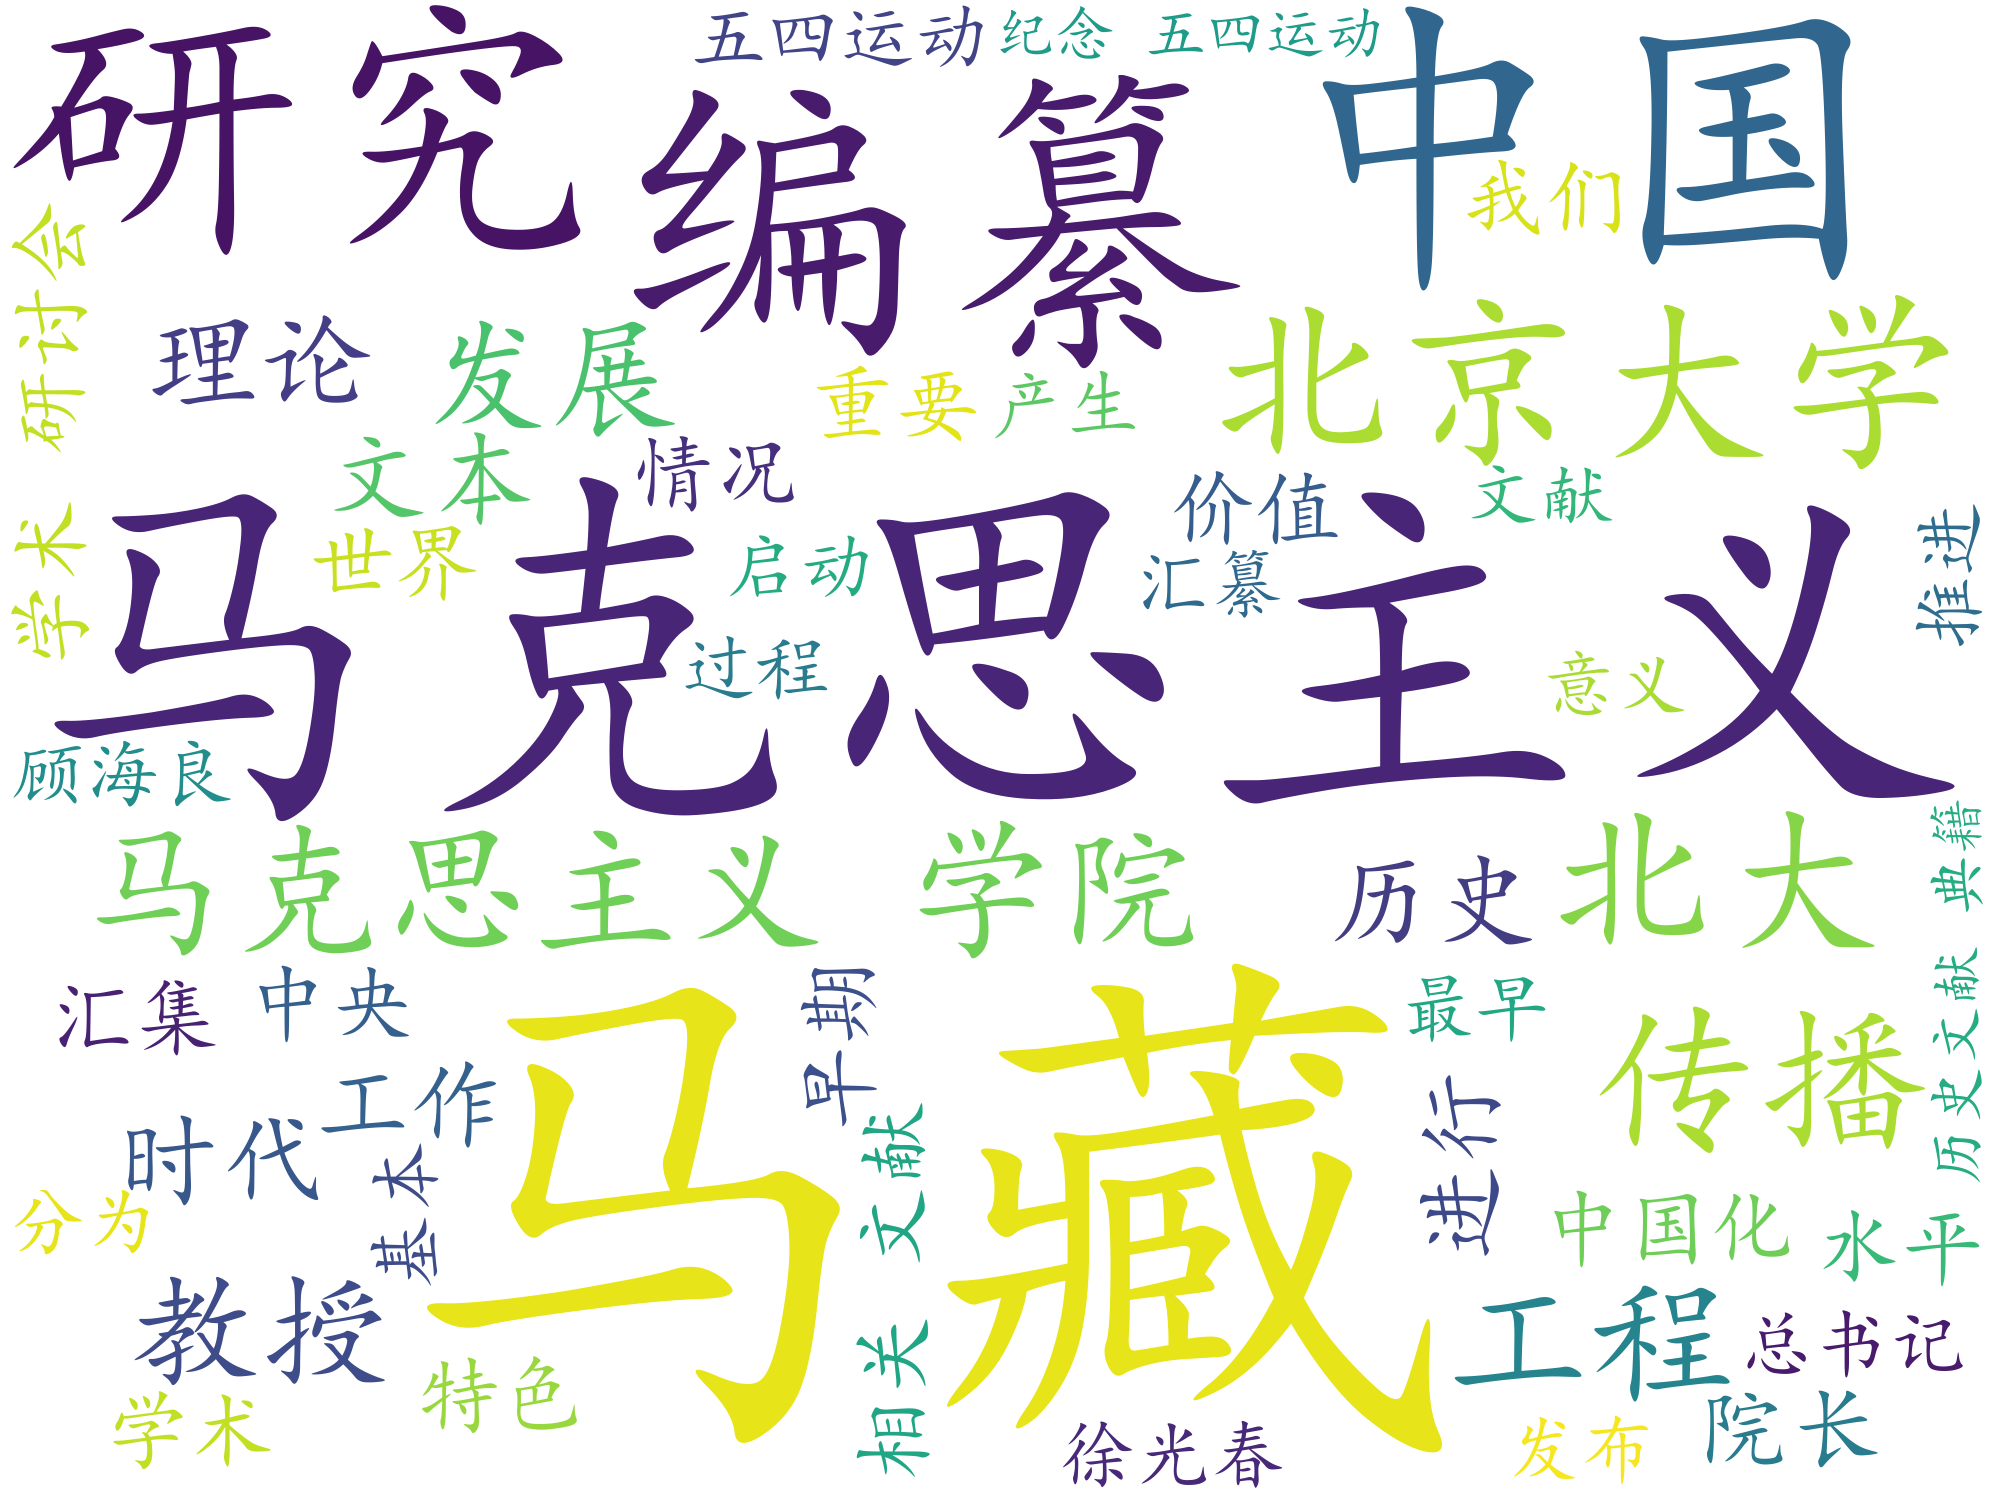 五四运动
纪念 五四运动
研究
编纂
中国
我们
研讨会 学术
理论
发展
重要
产生
北京大学
文本
情况
价值
文献
世界
启动
汇纂
推进
马克思主义
过程
意义
顾海良
马克思主义 学院
历史
北大
历史文献 典籍
汇集
中央
早期
最早
传播
工作
时代
马藏
基本
相关 文献
进行
分为
中国化
水平
教授
工程
总书记
特色
学术
徐光春
发布
院长